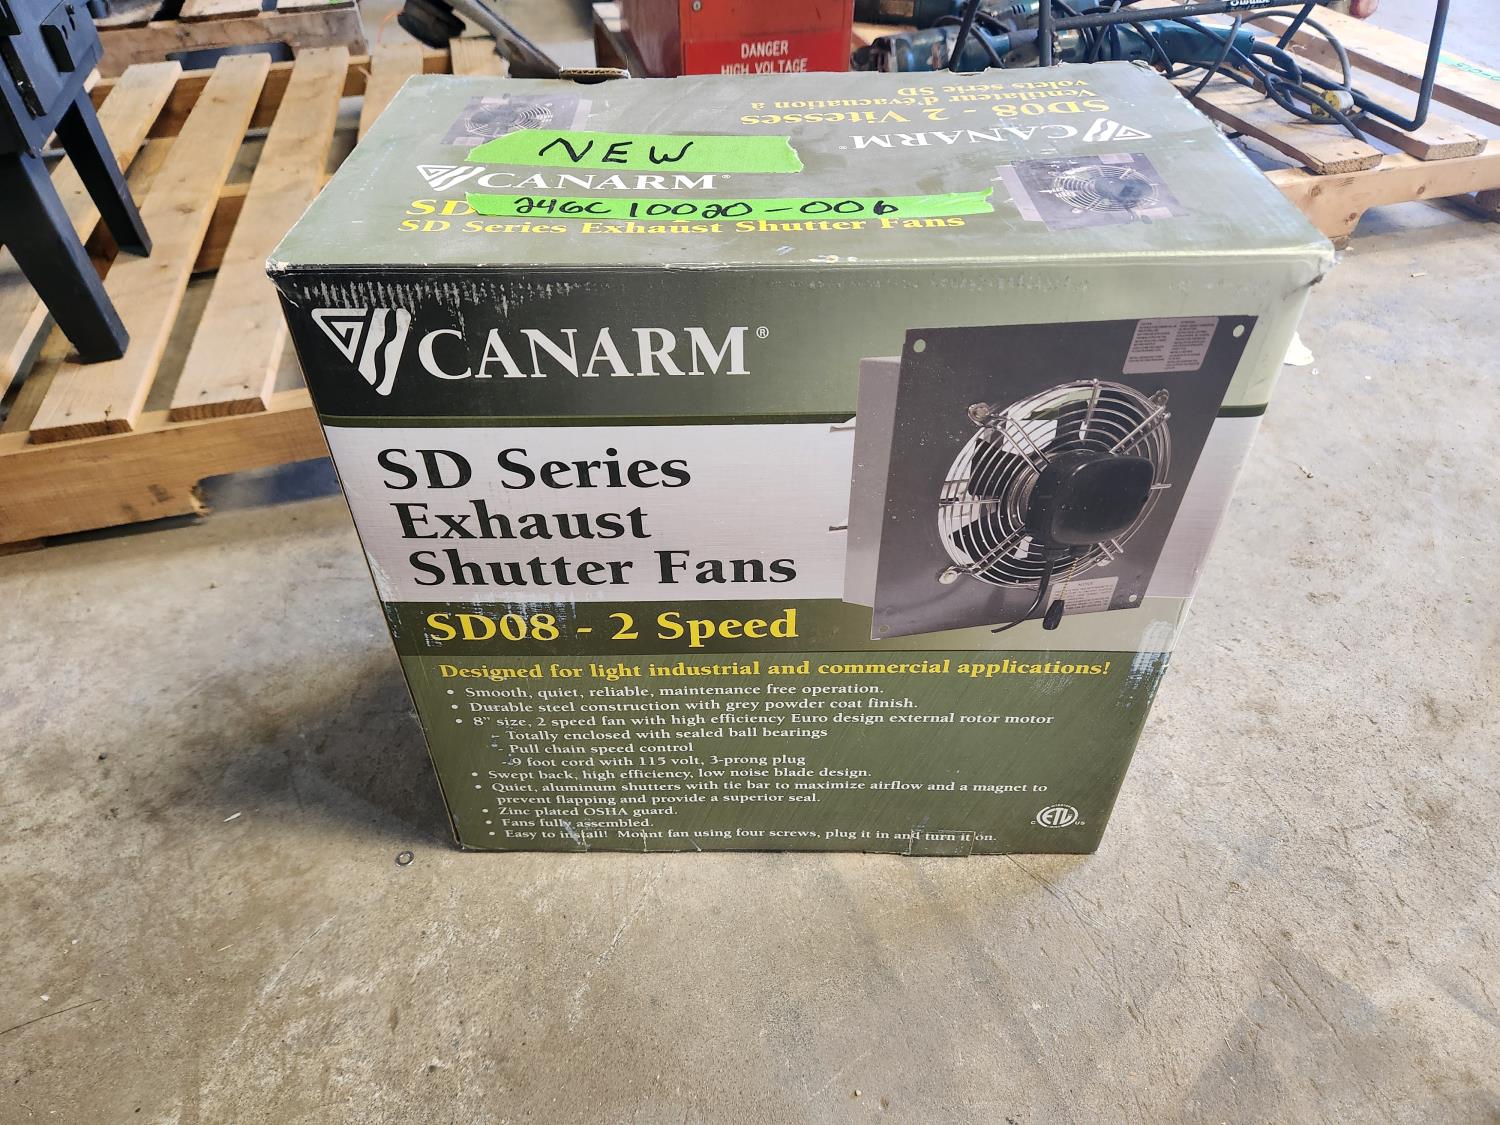 DANGER
HIGH VOLTAGE
SD08 - 2 Vitesses
Ventilateur d'évacuation à
volets série SD
CANARM®
NEW
CANARM®
24GC 10020-006
SD
SD Series Exhaust Shutter Fans
CANARM®
SD Series
Exhaust
Shutter Fans
SD08 - 2 Speed
Designed for light industrial and commercial applications!
• Smooth, quiet, reliable, maintenance free operation.
• Durable steel construction with grey powder coat finish.
• 8” size, 2 speed fan with high efficiency Euro design external rotor motor
- Totally enclosed with sealed ball bearings
- Pull chain speed control
- 9 foot cord with 115 volt, 3-prong plug
• Swept back, high efficiency, low noise blade design.
• Quiet, aluminum shutters with tie bar to maximize airflow and a magnet to
prevent flapping and provide a superior seal.
• Zinc plated OSHA guard.
• Fans fully assembled.
• Easy to install! Mount fan using four screws, plug it in and turn it on.
C ETL US
NOTICE